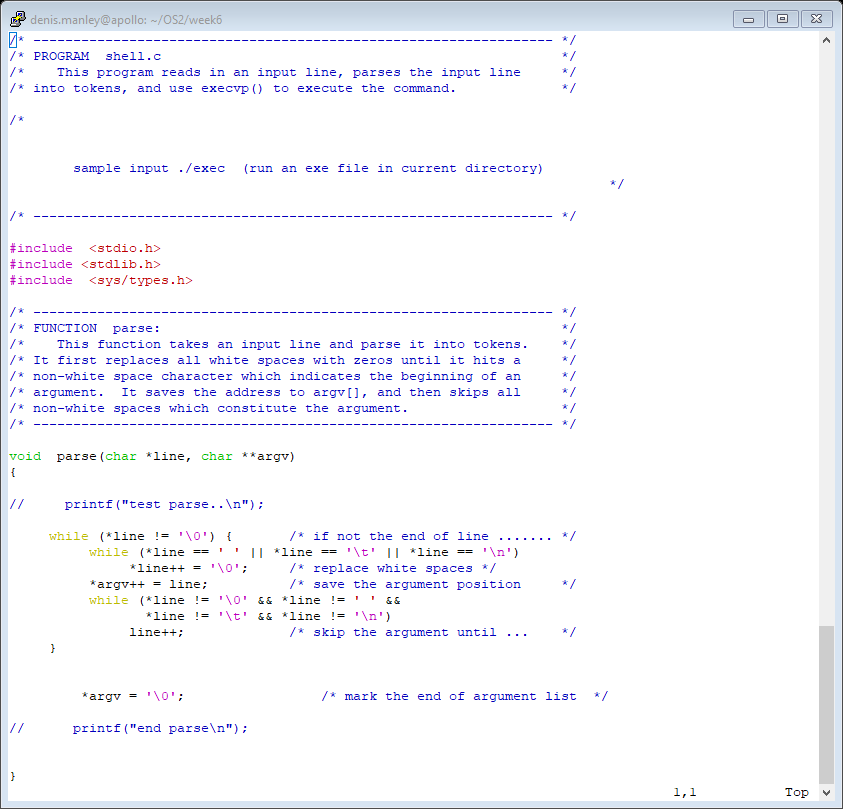 denis.manley@apollo: ~/OS2/week6
/* ----------------------------------------------------------------- */
/* PROGRAM  shell.c                                                  */
/*    This program reads in an input line, parses the input line     */
/* into tokens, and use execvp() to execute the command.             */
/*
        sample input ./exec  (run an exe file in current directory)
                                                                           */
/* ----------------------------------------------------------------- */
#include  <stdio.h>
#include <stdlib.h>
#include  <sys/types.h>
/* ----------------------------------------------------------------- */
/* FUNCTION  parse:                                                  */
/*    This function takes an input line and parse it into tokens.    */
/* It first replaces all white spaces with zeros until it hits a     */
/* non-white space character which indicates the beginning of an     */
/* argument.  It saves the address to argv[], and then skips all     */
/* non-white spaces which constitute the argument.                   */
/* ----------------------------------------------------------------- */
void  parse(char *line, char **argv)
{
//     printf("test parse..\n");
     while (*line != '\0') {       /* if not the end of line ....... */
          while (*line == ' ' || *line == '\t' || *line == '\n')
               *line++ = '\0';     /* replace white spaces */
          *argv++ = line;          /* save the argument position     */
          while (*line != '\0' && *line != ' ' &&
                 *line != '\t' && *line != '\n')
               line++;             /* skip the argument until ...    */
     }
         *argv = '\0';                 /* mark the end of argument list  */
//      printf("end parse\n");
}
1,1           Top